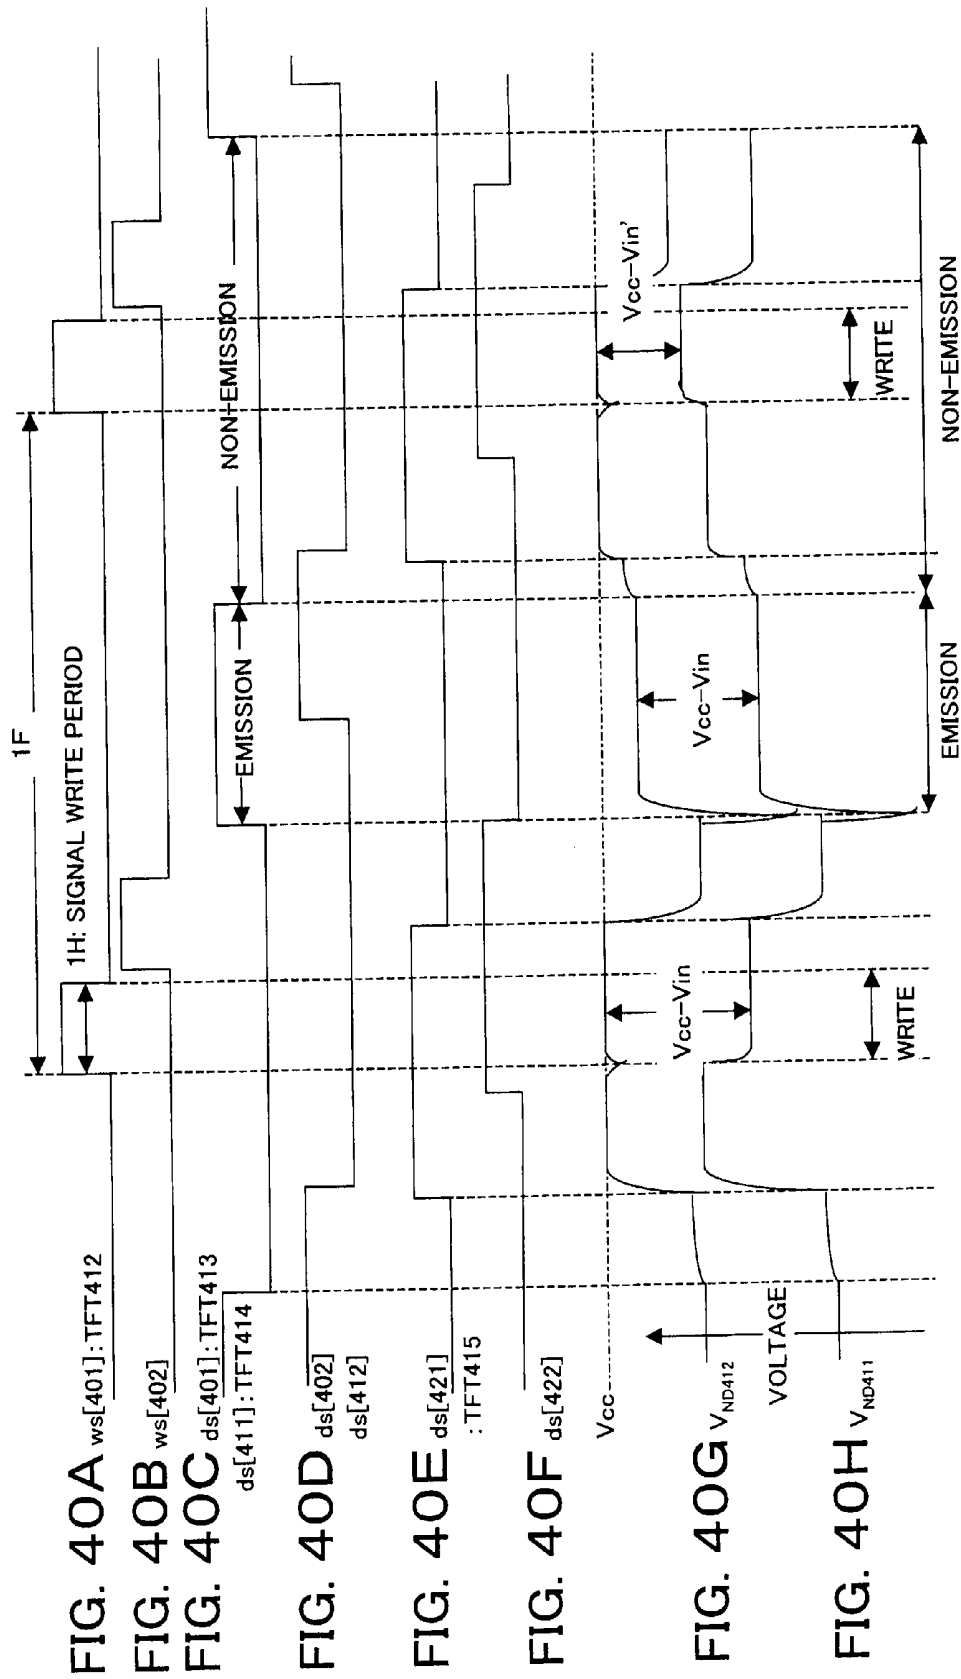 FIG. 40A ws[401]:TFT412
FIG. 40B ws[402]
FIG. 40C ds[401]:TFT413
ds[411]:TFT414
FIG. 40D ds[402]
ds[412]
FIG. 40E ds[421]
:TFT415
FIG. 40F ds[422]
Vcc
FIG. 40G VND412
VOLTAGE
FIG. 40H VND411
1F
1H: SIGNAL WRITE PERIOD
EMISSION
NON-EMISSION
Vcc-Vin
Vcc-Vin
Vcc-Vin'
WRITE
WRITE
EMISSION
NON-EMISSION